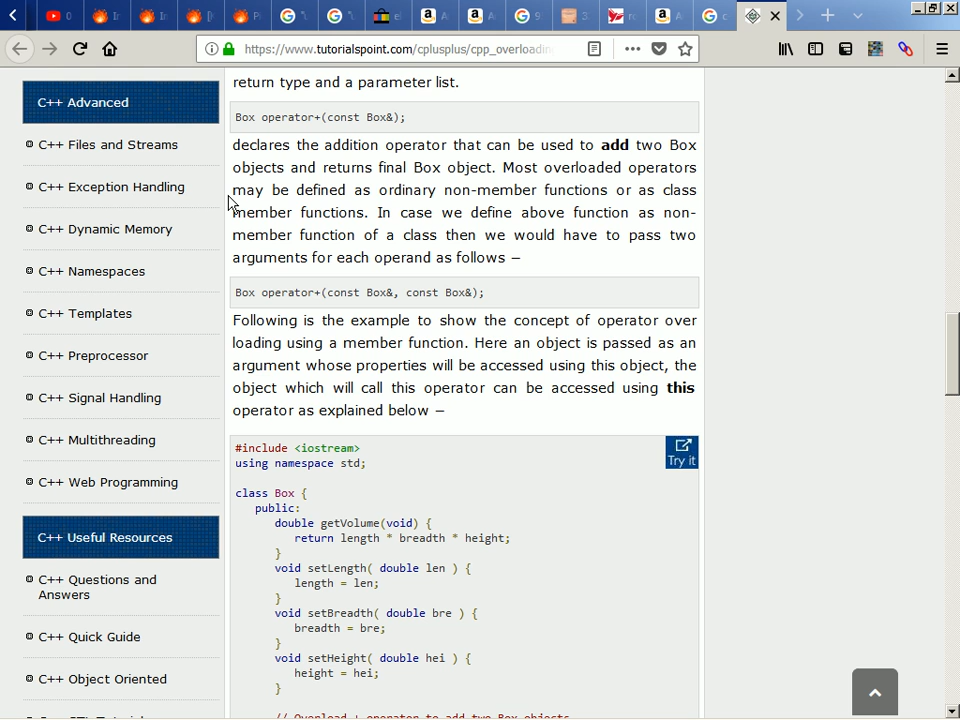 https://www.tutorialspoint.com/cplusplus/cpp_overloadin
C++ Advanced
C++ Files and Streams
C++ Exception Handling
C++ Dynamic Memory
C++ Namespaces
C++ Templates
C++ Preprocessor
C++ Signal Handling
C++ Multithreading
C++ Web Programming
C++ Useful Resources
C++ Questions and
Answers
C++ Quick Guide
C++ Object Oriented
return type and a parameter list.
Box operator+(const Box&);
declares the addition operator that can be used to add two Box
objects and returns final Box object. Most overloaded operators
may be defined as ordinary non-member functions or as class
member functions. In case we define above function as non-
member function of a class then we would have to pass two
arguments for each operand as follows −
Box operator+(const Box&, const Box&);
Following is the example to show the concept of operator over
loading using a member function. Here an object is passed as an
argument whose properties will be accessed using this object, the
object which will call this operator can be accessed using this
operator as explained below −
Try it
#include <iostream>
using namespace std;
class Box {
public:
double getVolume(void) {
return length * breadth * height;
}
void setLength( double len ) {
length = len;
}
void setBreadth( double bre ) {
breadth = bre;
}
void setHeight( double hei ) {
height = hei;
}
// Overload + operator to add two Box objects.